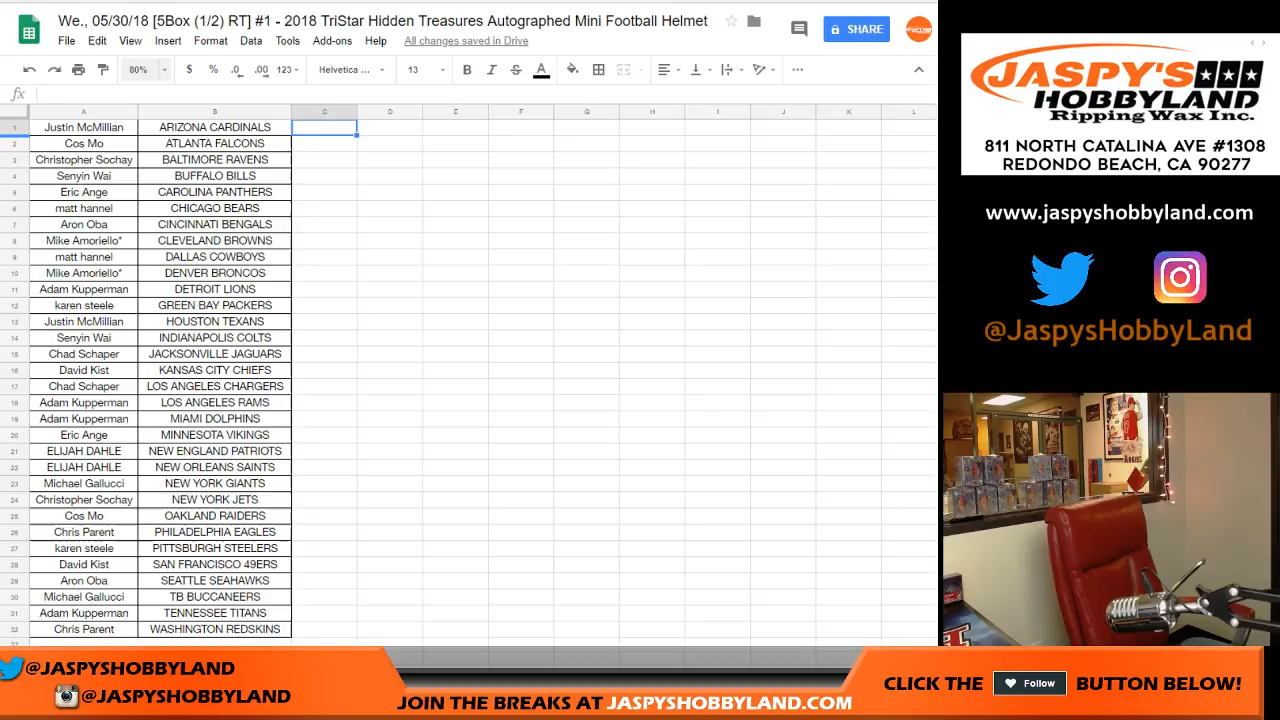 We., 05/30/18 [5Box (1/2) RT] #1 - 2018 TriStar Hidden Treasures Autographed Mini Football Helmet
SHARE
File Edit View Insert Format Data Tools Add-ons Help All changes saved in Drive
80% $ % .0 .00 123 Helvetica ... 13 B I S A
fx
A B C D E F G H I J K L
1 Justin McMillian ARIZONA CARDINALS
2 Cos Mo ATLANTA FALCONS
3 Christopher Sochay BALTIMORE RAVENS
4 Senyin Wai BUFFALO BILLS
5 Eric Ange CAROLINA PANTHERS
6 matt hannel CHICAGO BEARS
7 Aron Oba CINCINNATI BENGALS
8 Mike Amoriello* CLEVELAND BROWNS
9 matt hannel DALLAS COWBOYS
10 Mike Amoriello* DENVER BRONCOS
11 Adam Kupperman DETROIT LIONS
12 karen steele GREEN BAY PACKERS
13 Justin McMillian HOUSTON TEXANS
14 Senyin Wai INDIANAPOLIS COLTS
15 Chad Schaper JACKSONVILLE JAGUARS
16 David Kist KANSAS CITY CHIEFS
17 Chad Schaper LOS ANGELES CHARGERS
18 Adam Kupperman LOS ANGELES RAMS
19 Adam Kupperman MIAMI DOLPHINS
20 Eric Ange MINNESOTA VIKINGS
21 ELIJAH DAHLE NEW ENGLAND PATRIOTS
22 ELIJAH DAHLE NEW ORLEANS SAINTS
23 Michael Gallucci NEW YORK GIANTS
24 Christopher Sochay NEW YORK JETS
25 Cos Mo OAKLAND RAIDERS
26 Chris Parent PHILADELPHIA EAGLES
27 karen steele PITTSBURGH STEELERS
28 David Kist SAN FRANCISCO 49ERS
29 Aron Oba SEATTLE SEAHAWKS
30 Michael Gallucci TB BUCCANEERS
31 Adam Kupperman TENNESSEE TITANS
32 Chris Parent WASHINGTON REDSKINS
JASPY'S
HOBBYLAND
Ripping Wax Inc.
811 NORTH CATALINA AVE #1308
REDONDO BEACH, CA 90277
www.jaspyshobbyland.com
@JaspysHobbyLand
@JASPYHOBBYLAND
@JASPYHOBBYLAND
JOIN THE BREAKS AT JASPYHOBBYLAND.COM
CLICK THE Follow BUTTON BELOW!